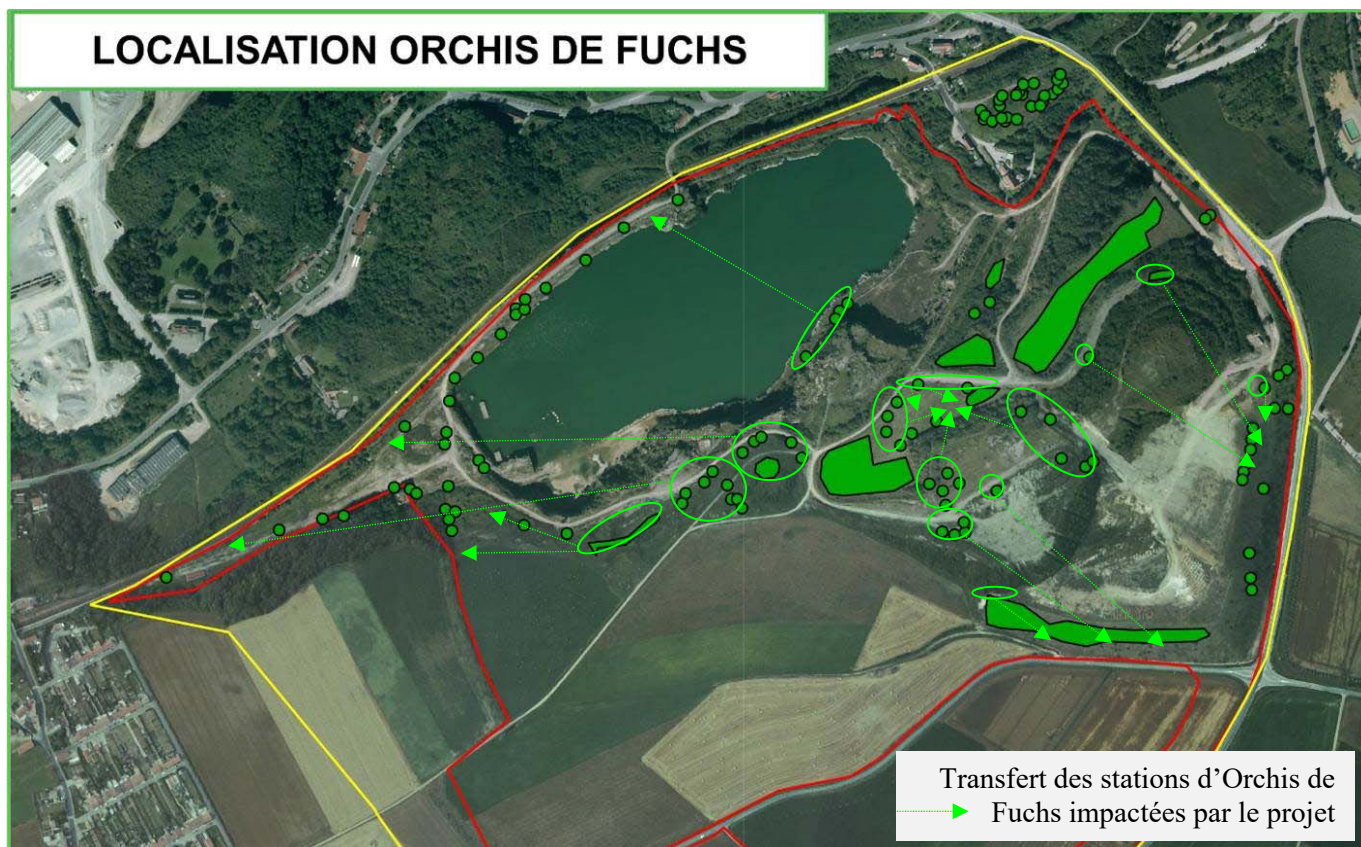 LOCALISATION ORCHIS DE FUCHS
Transfert des stations d’Orchis de
Fuchs impactées par le projet